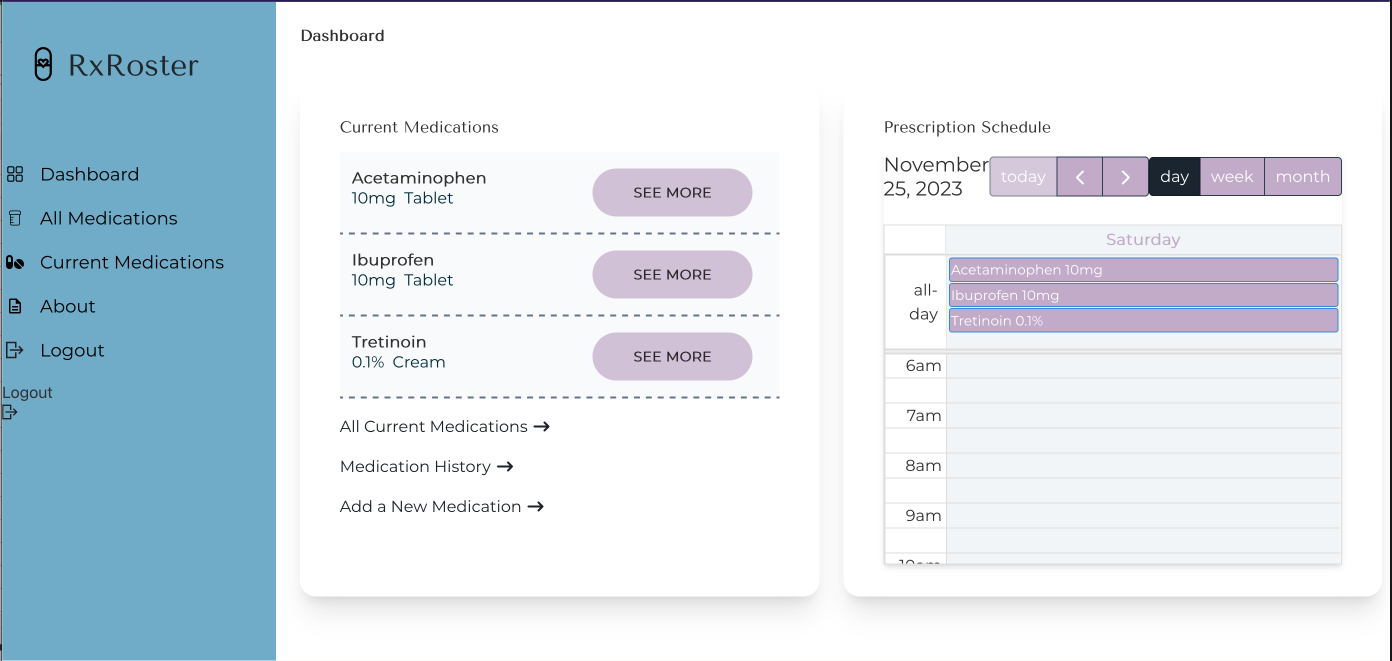 RxRoster
Dashboard
All Medications
Current Medications
About
Logout
Logout
Dashboard
Current Medications
Acetaminophen
10mg Tablet
SEE MORE
Ibuprofen
10mg Tablet
SEE MORE
Tretinoin
0.1% Cream
SEE MORE
All Current Medications →
Medication History →
Add a New Medication →
Prescription Schedule
November
25, 2023
today
day
week
month
Saturday
all-
day
Acetaminophen 10mg
Ibuprofen 10mg
Tretinoin 0.1%
6am
7am
8am
9am
10am